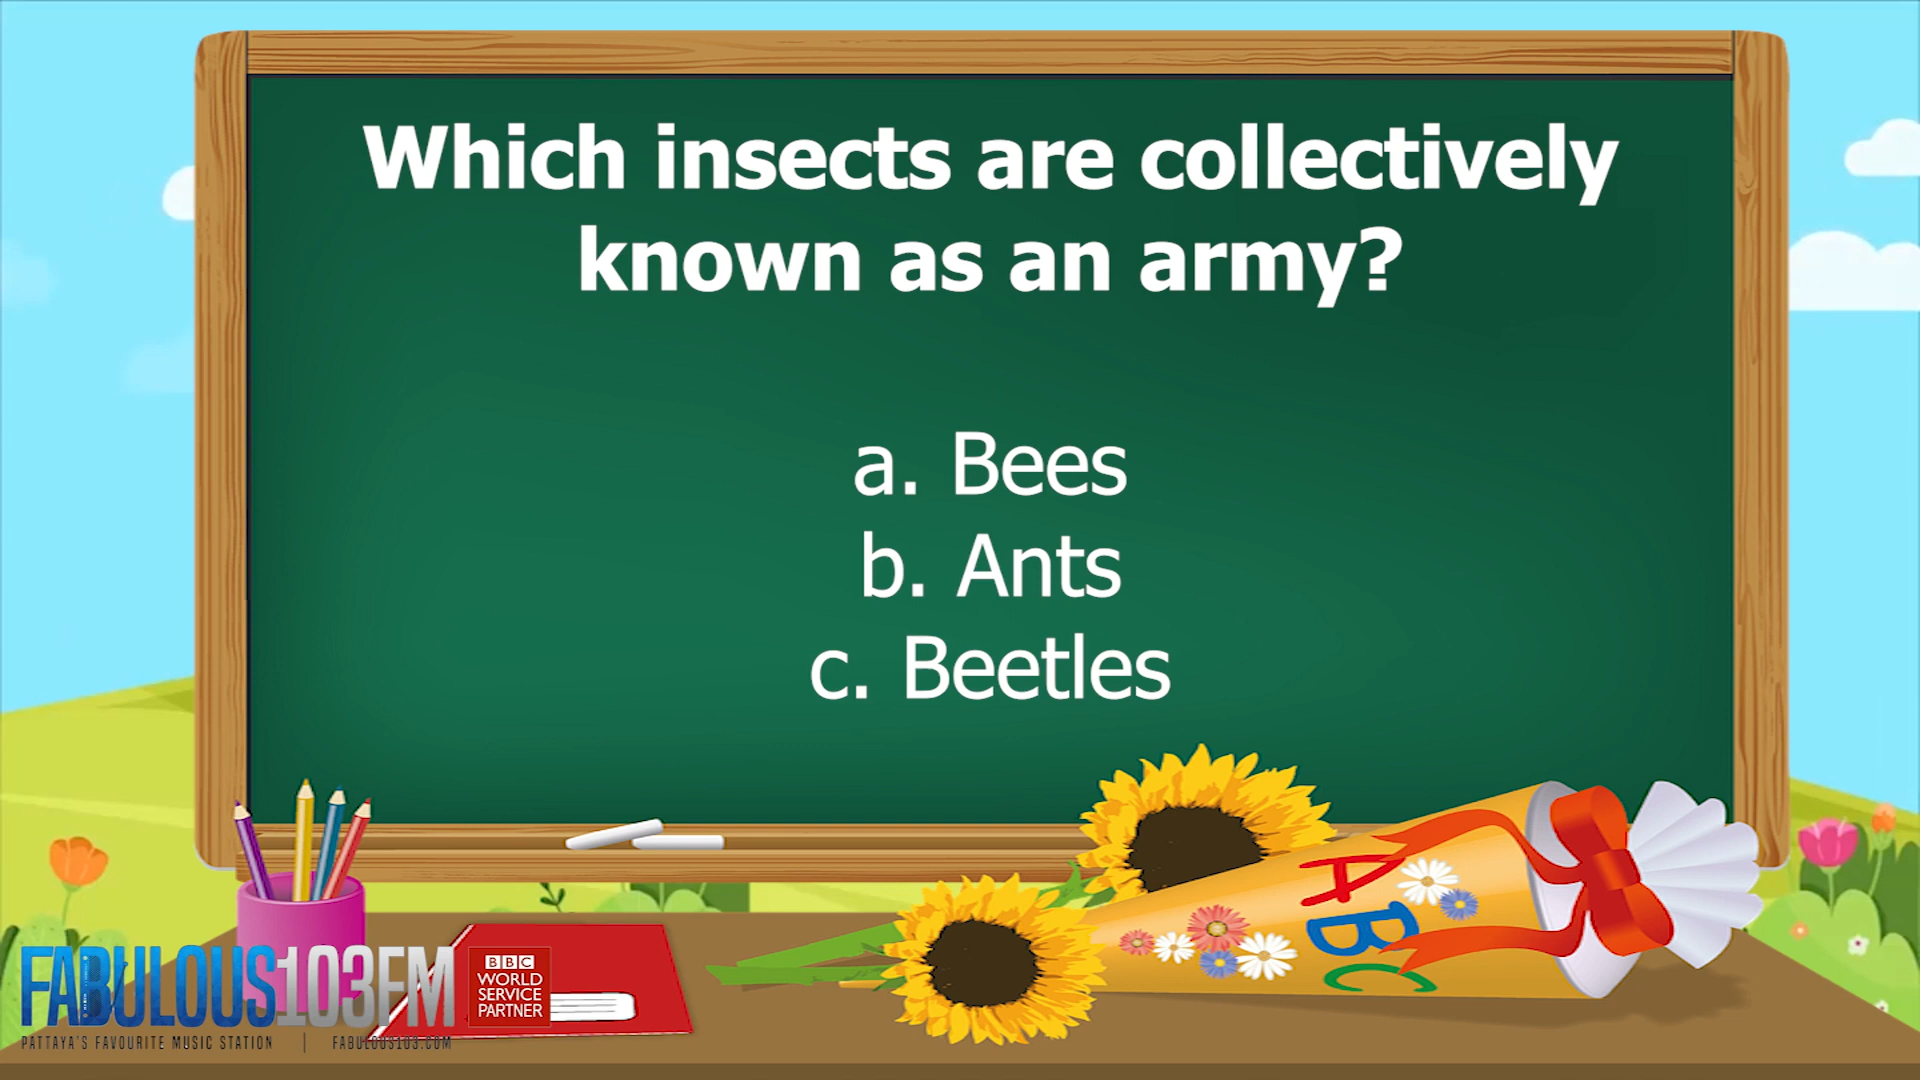 Which insects are collectively
known as an army?
a. Bees
b. Ants
c. Beetles
ABC
FABULOUS103FM
PATTAYA'S FAVOURITE MUSIC STATION | FABULOUS103.COM
BBC
WORLD
SERVICE
PARTNER